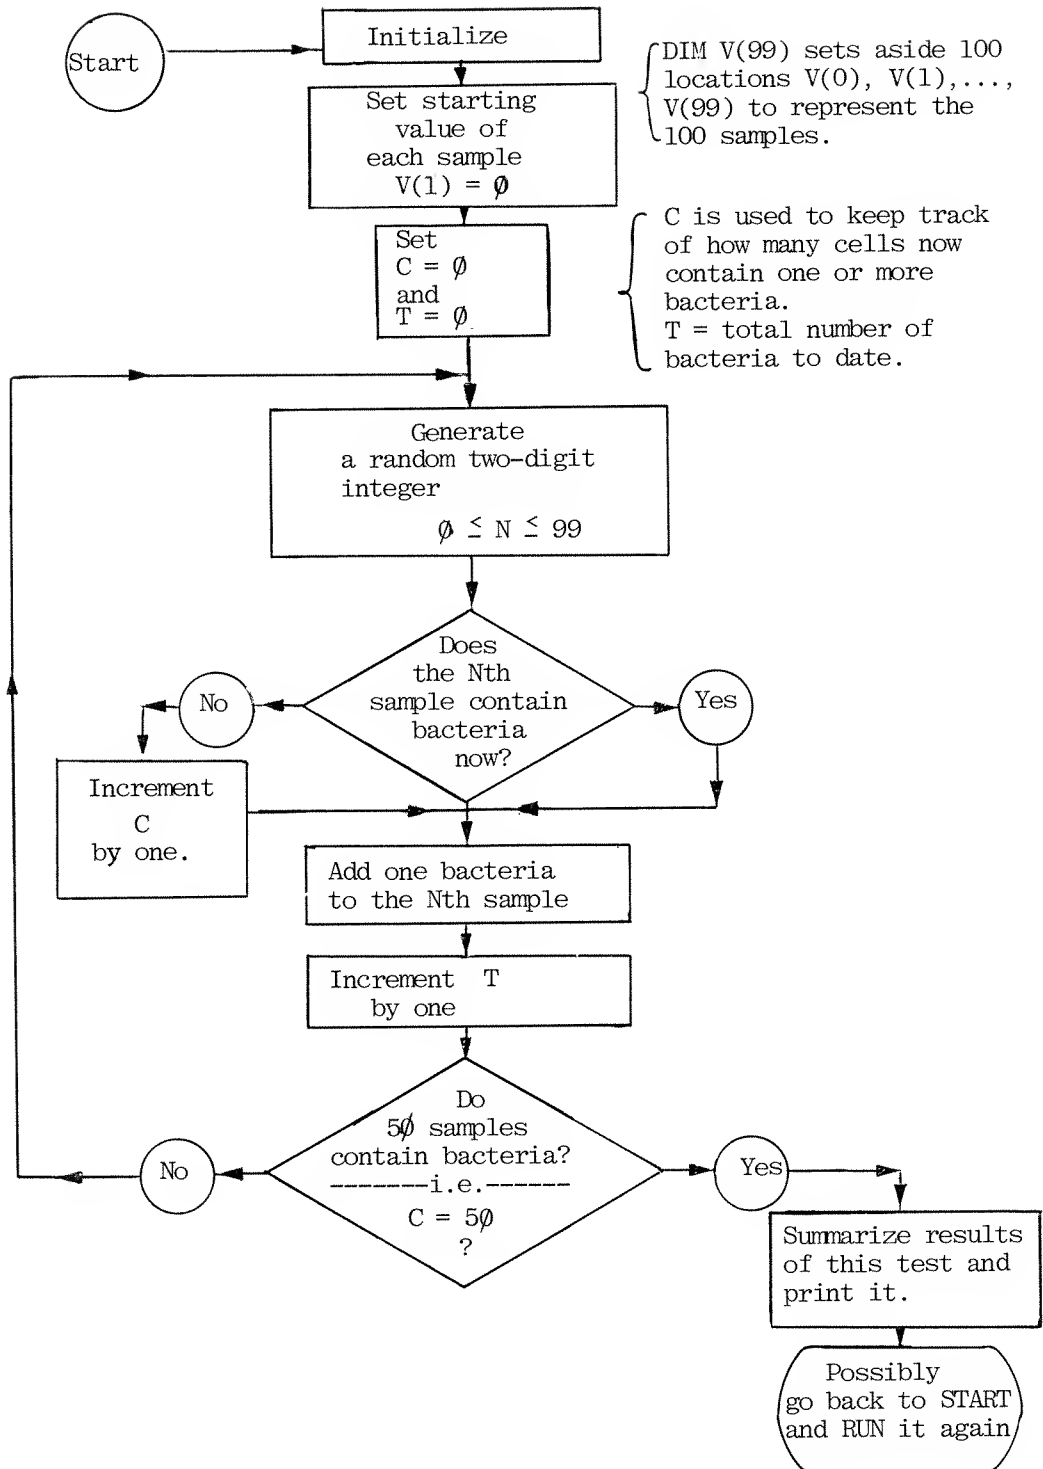 Start
Initialize
DIM V(99) sets aside 100
locations V(0), V(1),...,
V(99) to represent the
100 samples.
Set starting
value of
each sample
V(1) = Ø
Set
C = Ø
and
T = Ø
C is used to keep track
of how many cells now
contain one or more
bacteria.
T = total number of
bacteria to date.
Generate
a random two-digit
integer
Ø ≤ N ≤ 99
Does
the Nth
sample contain
bacteria
now?
No
Yes
Increment
C
by one.
Add one bacteria
to the Nth sample
Increment T
by one
Do
5Ø samples
contain bacteria?
-------i.e.------
C = 5Ø
?
No
Yes
Summarize results
of this test and
print it.
Possibly
go back to START
and RUN it again